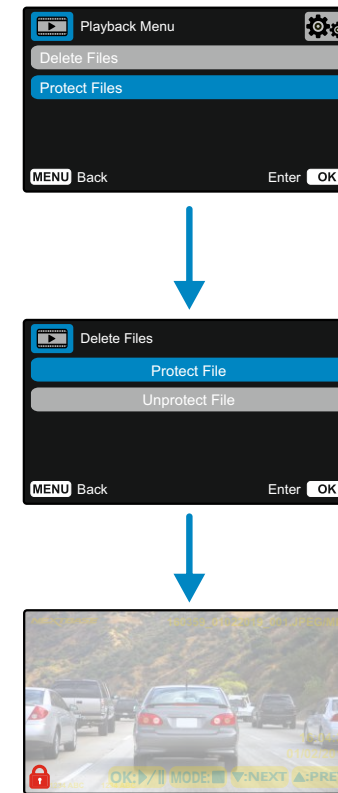 Playback Menu
Delete Files
Protect Files
MENU Back Enter OK
Delete Files
Protect File
Unprotect File
MENU Back Enter OK
OK:▶/II MODE:■ ▼:NEXT ▲:PRE